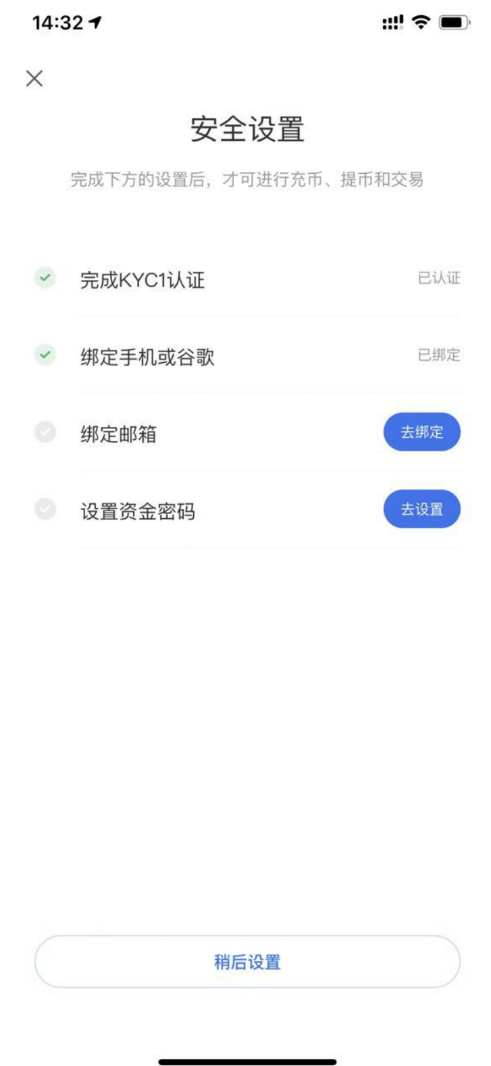 14:32
安全设置
完成下方的设置后，才可进行充币、提币和交易
完成KYC1认证 已认证
绑定手机或谷歌 已绑定
绑定邮箱 去绑定
设置资金密码 去设置
稍后设置